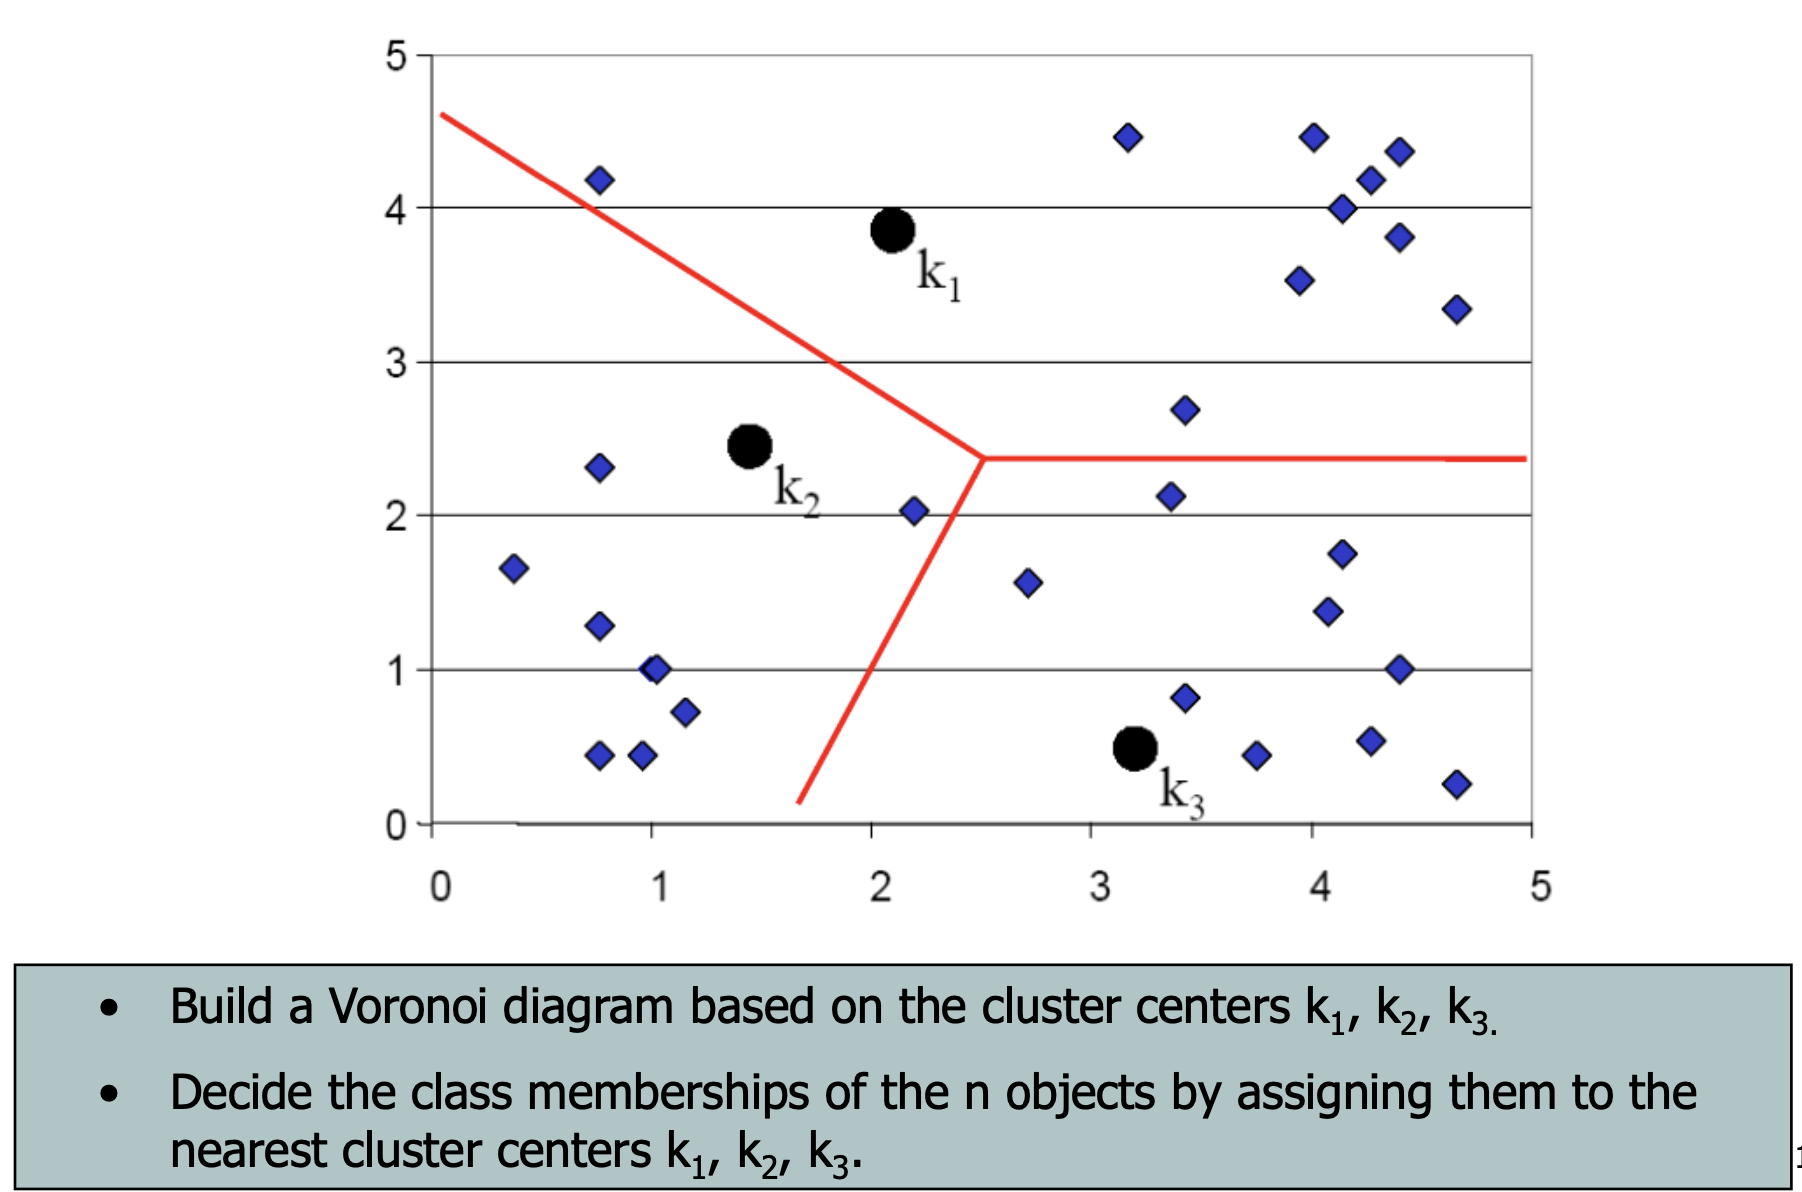 5
4
k₁
3
k₂
2
1
k₃
0
0 1 2 3 4 5
• Build a Voronoi diagram based on the cluster centers k₁, k₂, k₃.
• Decide the class memberships of the n objects by assigning them to the
nearest cluster centers k₁, k₂, k₃.